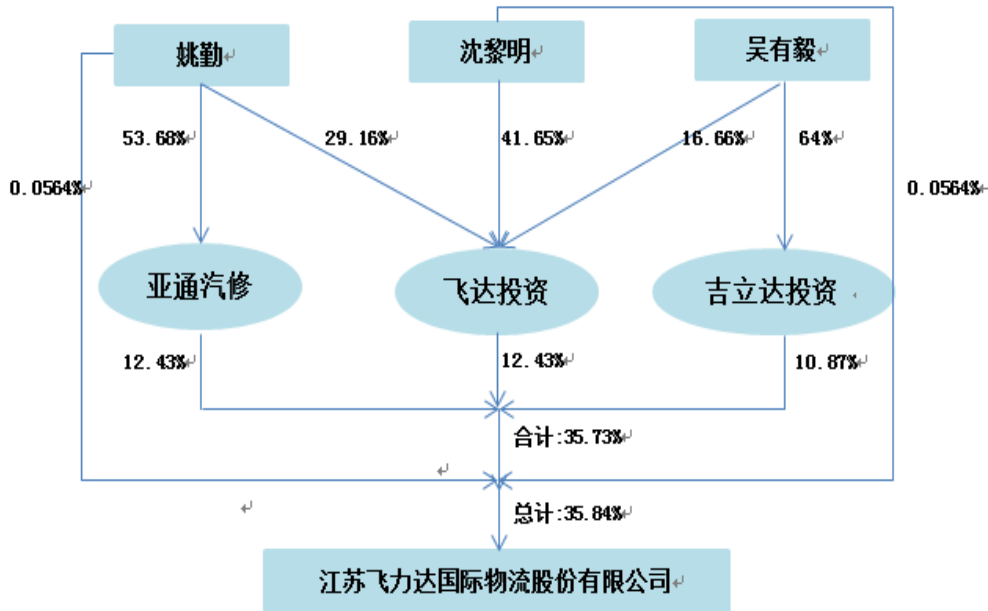 姚勤
沈黎明
吴有毅
53.68%
29.16%
41.65%
16.66%
64%
0.0564%
0.0564%
亚通汽修
飞达投资
吉立达投资
12.43%
12.43%
10.87%
合计:35.73%
总计:35.84%
江苏飞力达国际物流股份有限公司